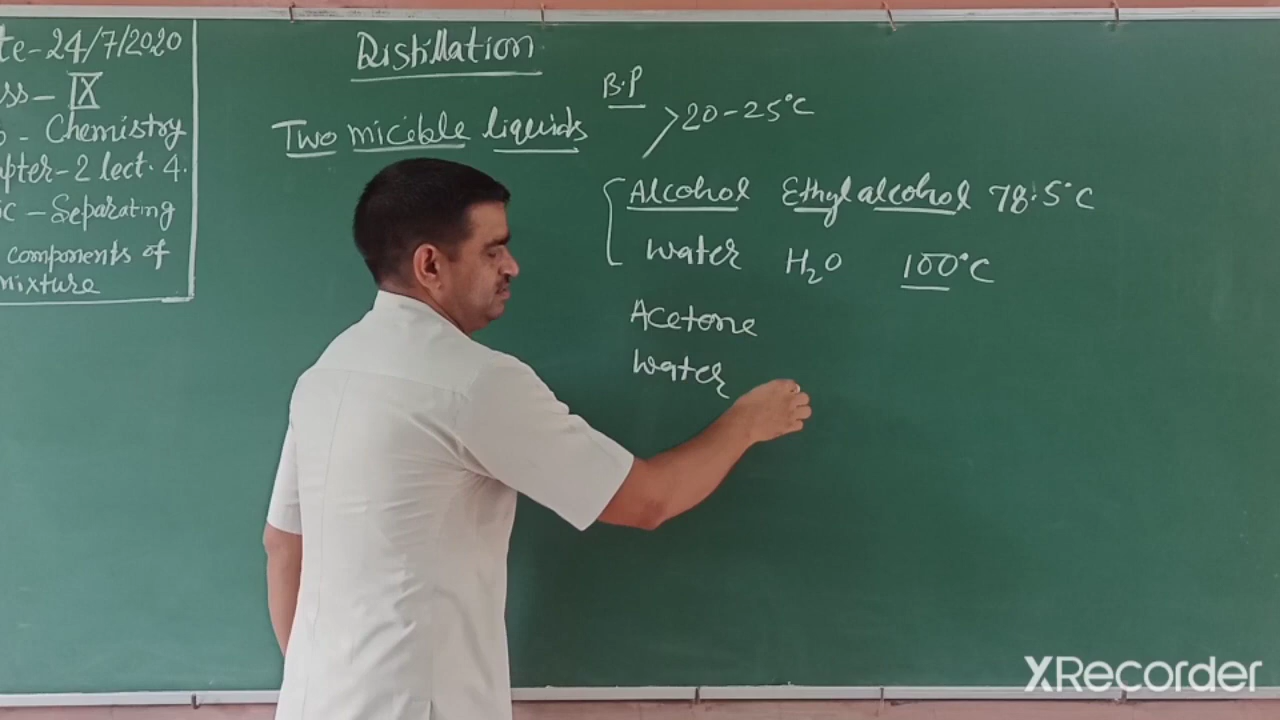 te-24/7/2020
ss- IX
- Chemistry
pter-2 lect. 4.
ic - Separating
components of
mixture
Distillation
Two micible liquids
B.P
>20-25°C
Alcohol Ethyl alcohol 78.5°C
Water H₂O 100°C
Acetone
Water
XRecorder